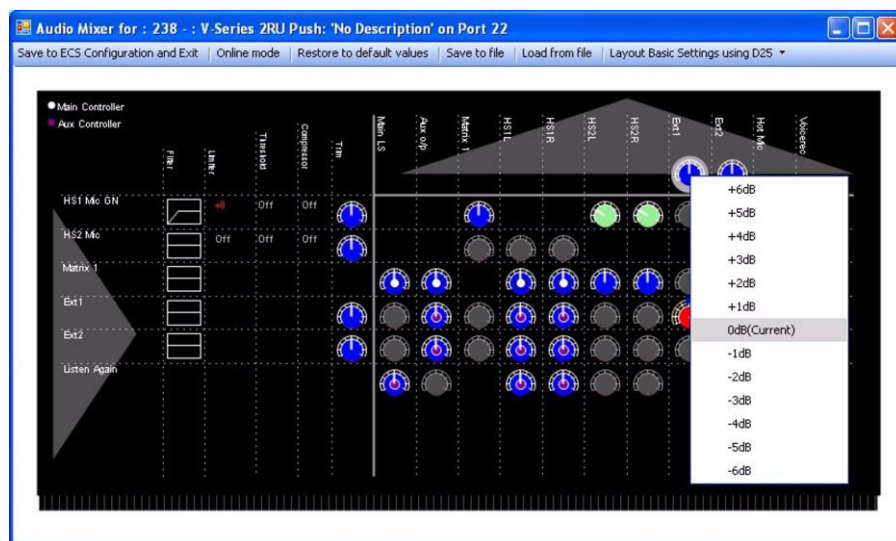 Audio Mixer for : 238 - : V-Series 2RU Push: 'No Description' on Port 22
Save to ECS Configuration and Exit Online mode Restore to default values Save to file Load from file Layout Basic Settings using D25
Main Controller
Aux Controller
Filter
Limiter
Threshold
Compressor
Trim
Main LS
Aux o/p
Matrix 1
HS1L
HS1R
HS2L
HS2R
Ext1
Ext2
Hot Mic
Voicerec
HS1 Mic GN +8 Off Off
HS2 Mic Off Off Off
Matrix 1
Ext1
Ext2
Listen Again
+6dB
+5dB
+4dB
+3dB
+2dB
+1dB
0dB(Current)
-1dB
-2dB
-3dB
-4dB
-5dB
-6dB